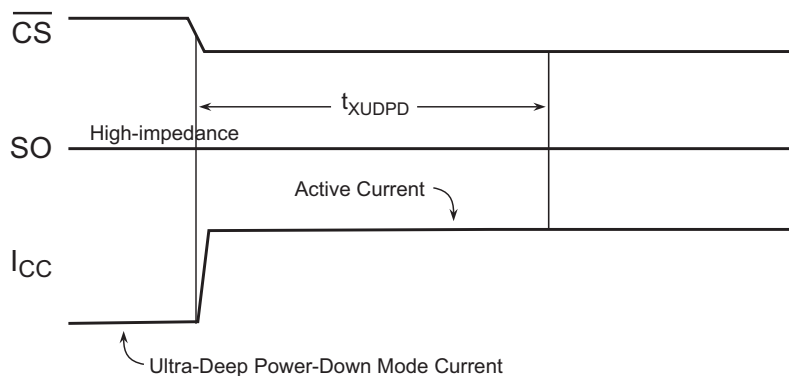 CS
tXUDPD
High-impedance
SO
Active Current
ICC
Ultra-Deep Power-Down Mode Current